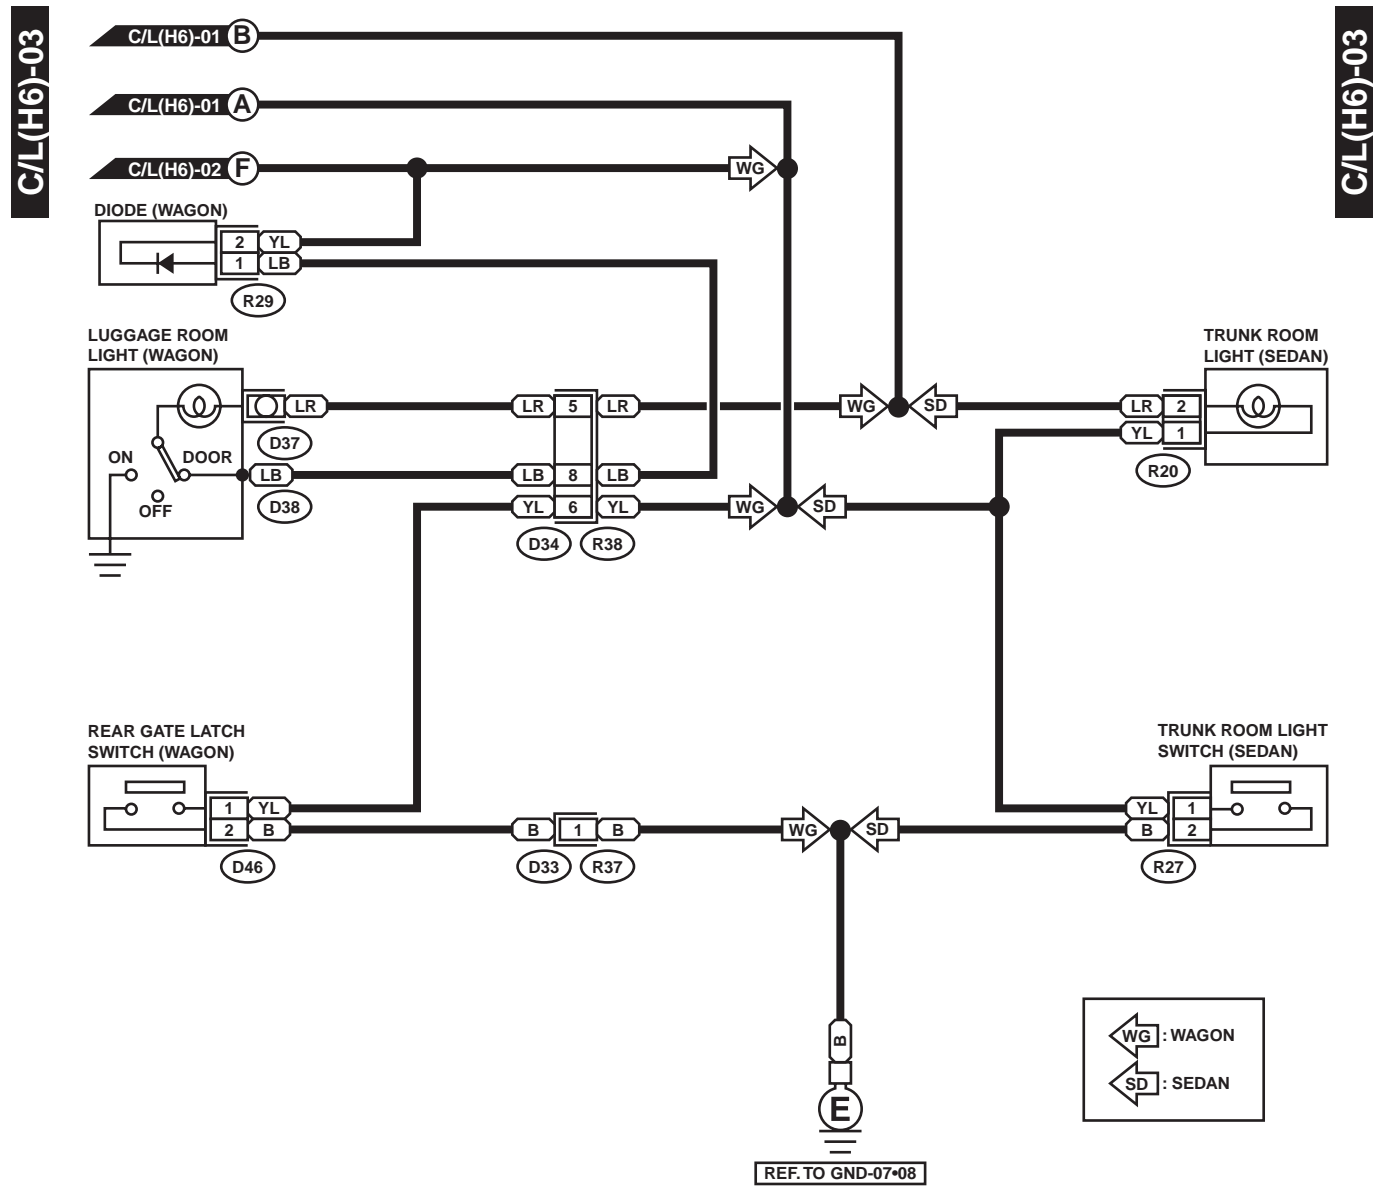 C/L(H6)-03
C/L(H6)-03
C/L(H6)-01 B
C/L(H6)-01 A
C/L(H6)-02 F
WG
DIODE (WAGON)
2 YL
1 LB
R29
LUGGAGE ROOM
LIGHT (WAGON)
TRUNK ROOM
LIGHT (SEDAN)
LR LR 5 LR WG SD LR 2
YL 1
D37
R20
ON DOOR
LB LB 8 LB
OFF
D38
YL 6 YL WG SD
D34 R38
REAR GATE LATCH
SWITCH (WAGON)
TRUNK ROOM LIGHT
SWITCH (SEDAN)
1 YL YL 1
2 B B 1 B WG SD B 2
D46 D33 R37 R27
B
E
REF. TO GND-07•08
WG : WAGON
SD : SEDAN